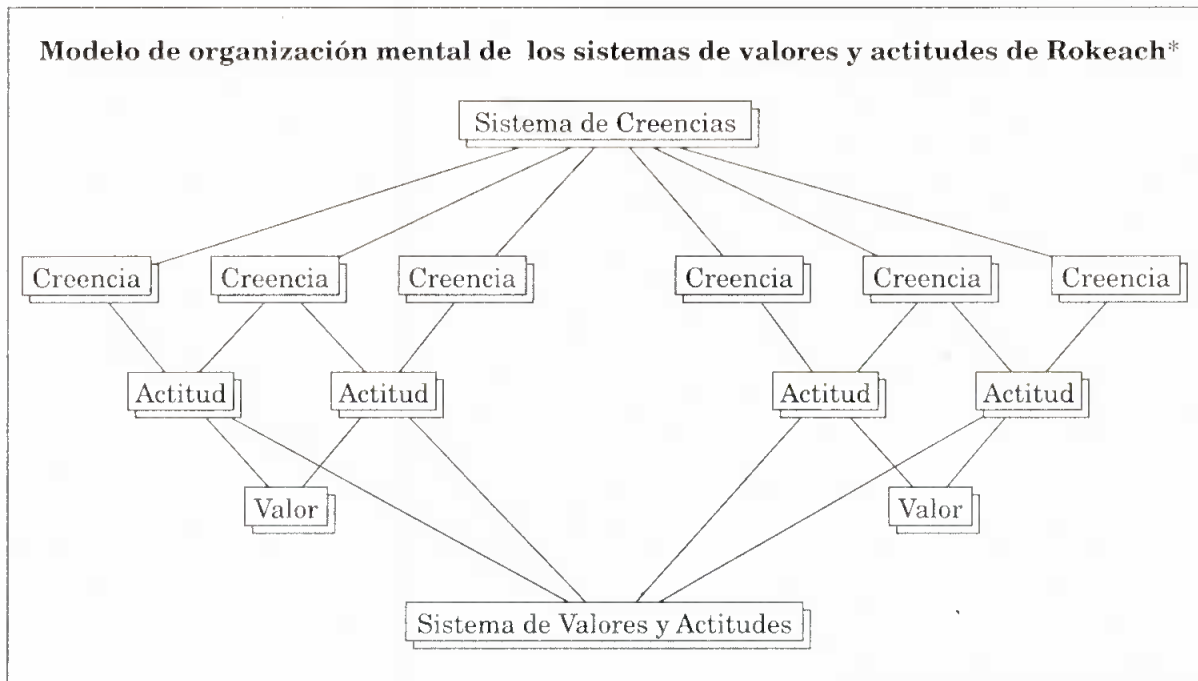 Modelo de organización mental de los sistemas de valores y actitudes de Rokeach*
Sistema de Creencias
Creencia Creencia Creencia Creencia Creencia Creencia
Actitud Actitud Actitud Actitud
Valor Valor
Sistema de Valores y Actitudes